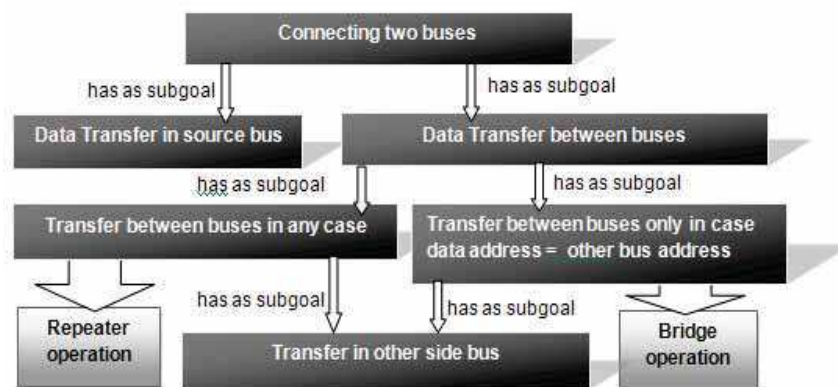 Connecting two buses
has as subgoal
has as subgoal
Data Transfer in source bus
Data Transfer between buses
has as subgoal
has as subgoal
Transfer between buses in any case
Transfer between buses only in case
data address = other bus address
has as subgoal
has as subgoal
Repeater
operation
Transfer in other side bus
Bridge
operation